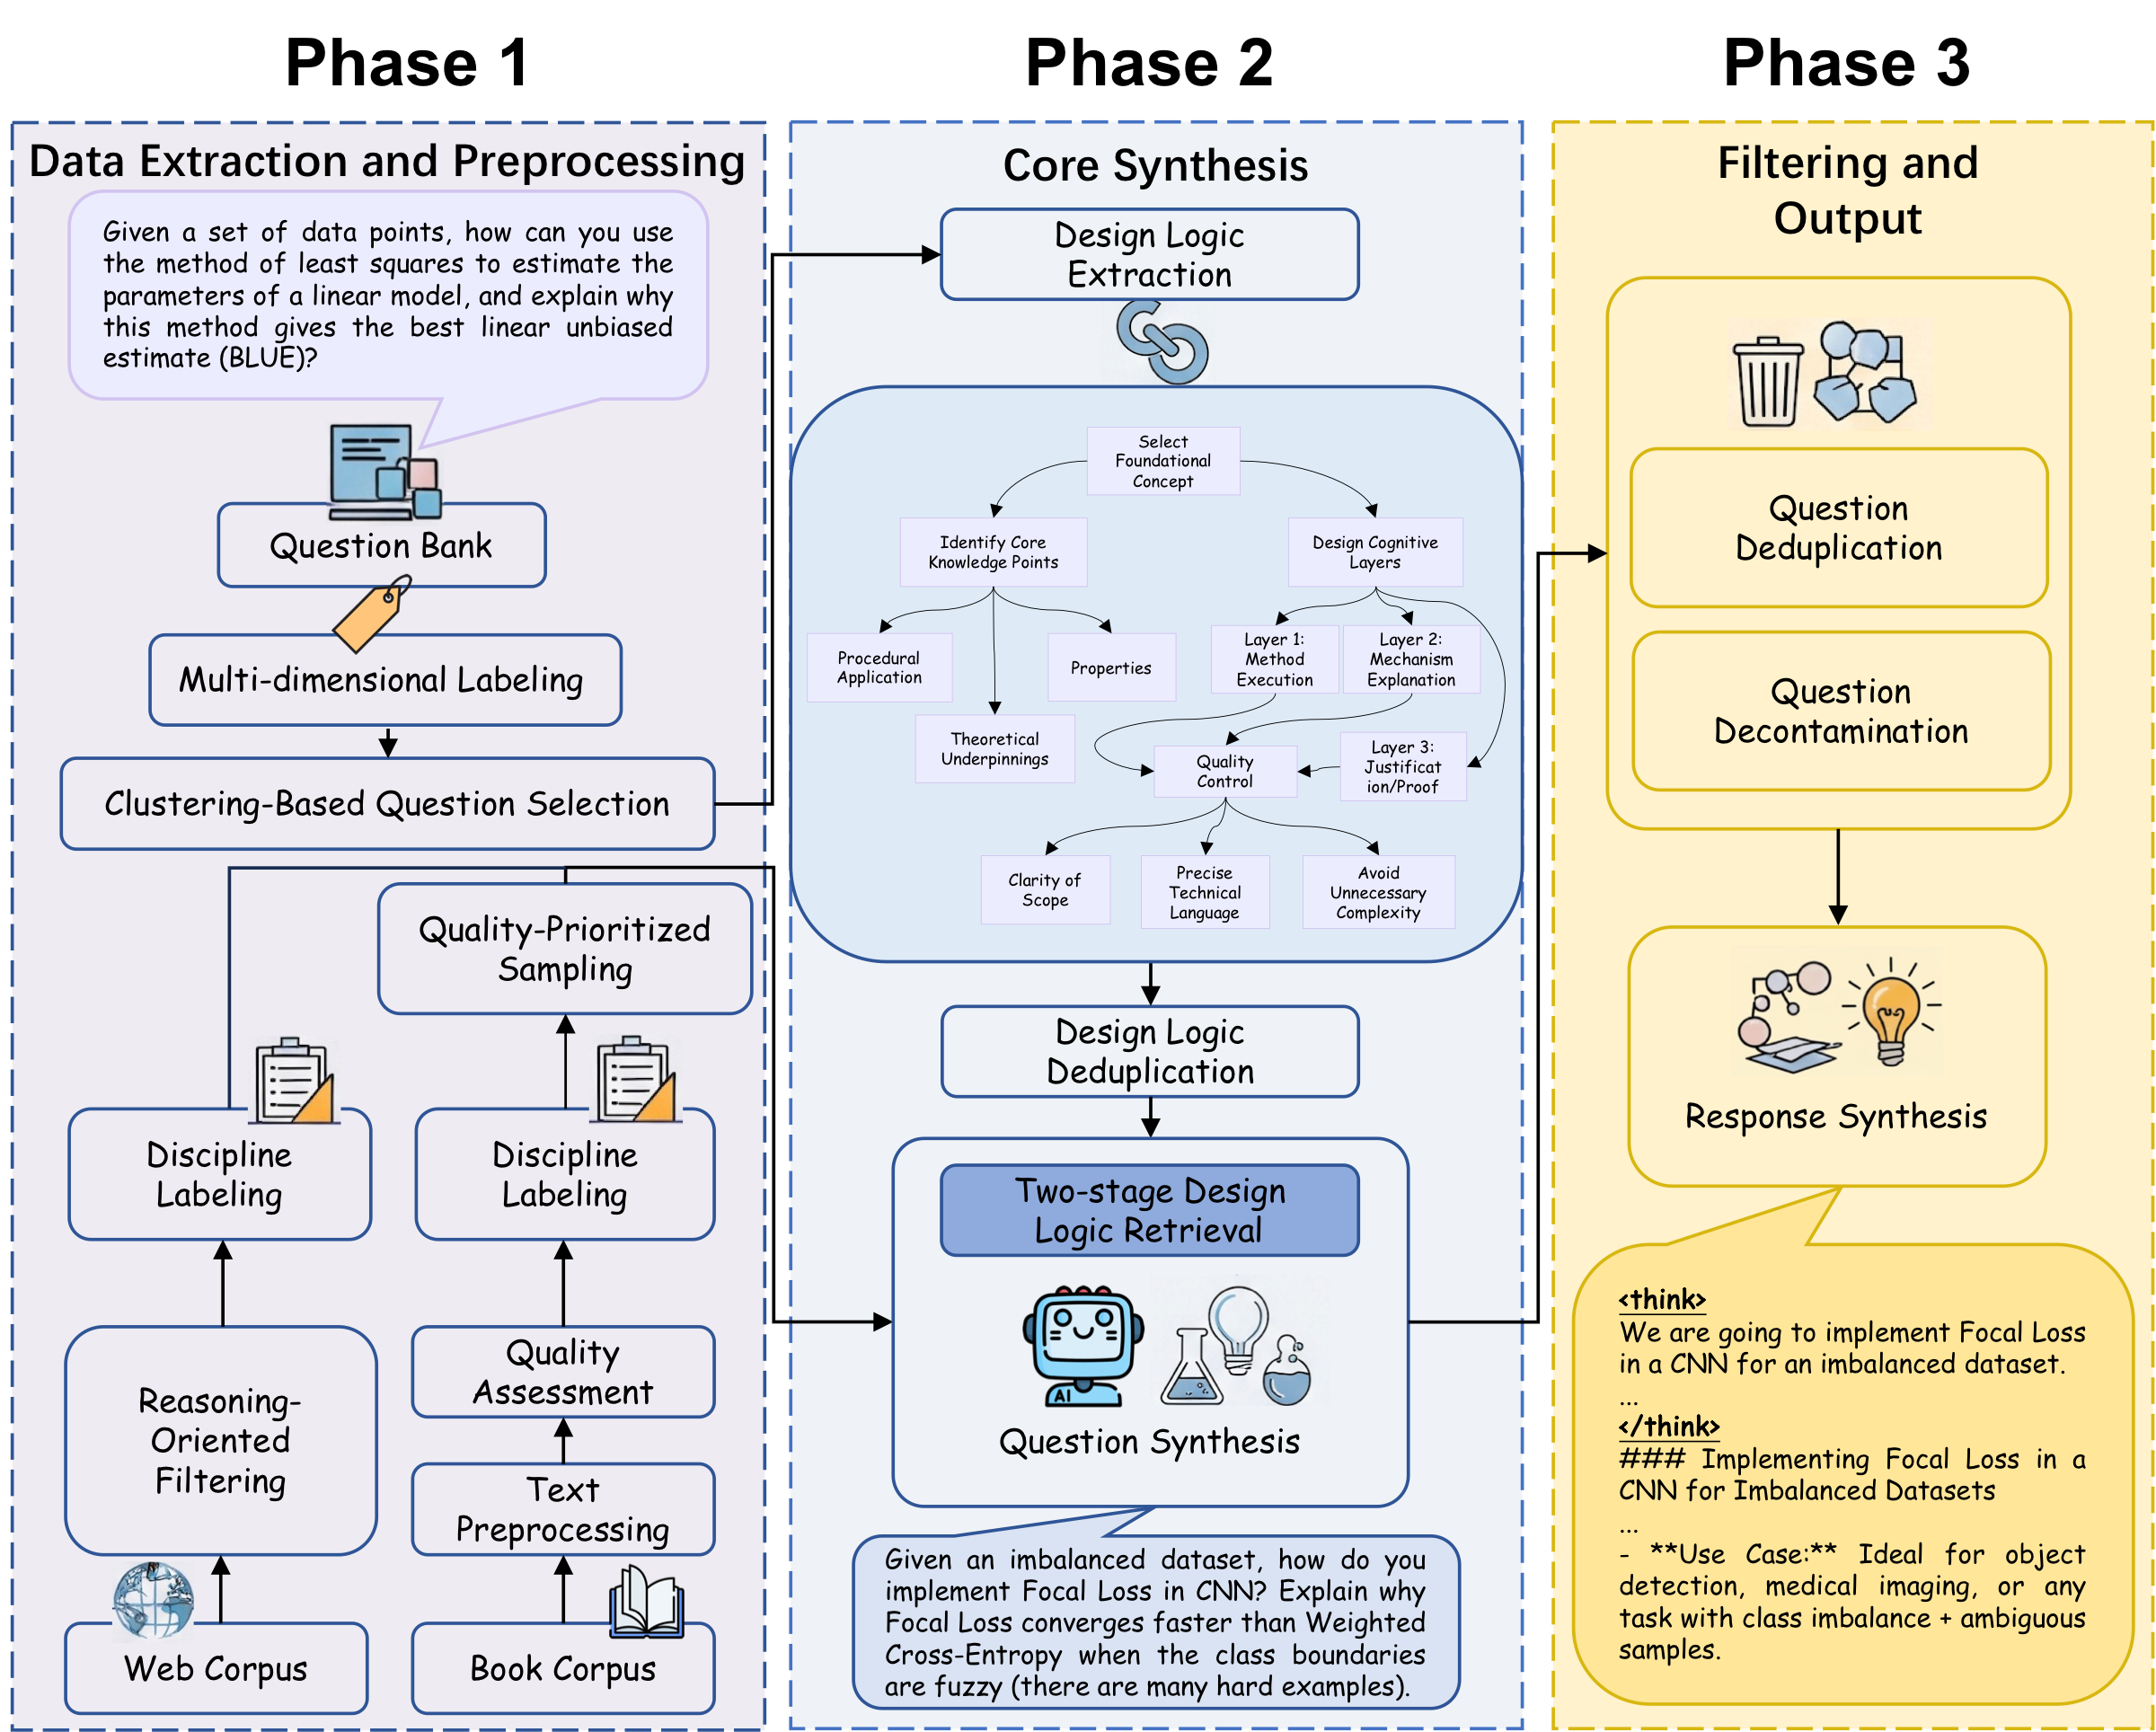 Phase 1
Data Extraction and Preprocessing
Given a set of data points, how can you use
the method of least squares to estimate the
parameters of a linear model, and explain why
this method gives the best linear unbiased
estimate (BLUE)?
Question Bank
Multi-dimensional Labeling
Clustering-Based Question Selection
Quality-Prioritized
Sampling
Discipline
Labeling
Discipline
Labeling
Reasoning-
Oriented
Filtering
Quality
Assessment
Text
Preprocessing
Web Corpus
Book Corpus
Phase 2
Core Synthesis
Design Logic
Extraction
Select
Foundational
Concept
Identify Core
Knowledge Points
Design Cognitive
Layers
Procedural
Application
Properties
Layer 1:
Method
Execution
Layer 2:
Mechanism
Explanation
Theoretical
Underpinnings
Quality
Control
Layer 3:
Justificat
ion/Proof
Clarity of
Scope
Precise
Technical
Language
Avoid
Unnecessary
Complexity
Design Logic
Deduplication
Two-stage Design
Logic Retrieval
AI
Question Synthesis
Given an imbalanced dataset, how do you
implement Focal Loss in CNN? Explain why
Focal Loss converges faster than Weighted
Cross-Entropy when the class boundaries
are fuzzy (there are many hard examples).
Phase 3
Filtering and
Output
Question
Deduplication
Question
Decontamination
Response Synthesis
<think>
We are going to implement Focal Loss
in a CNN for an imbalanced dataset.
...
</think>
### Implementing Focal Loss in a
CNN for Imbalanced Datasets
...
- **Use Case:** Ideal for object
detection, medical imaging, or any
task with class imbalance + ambiguous
samples.